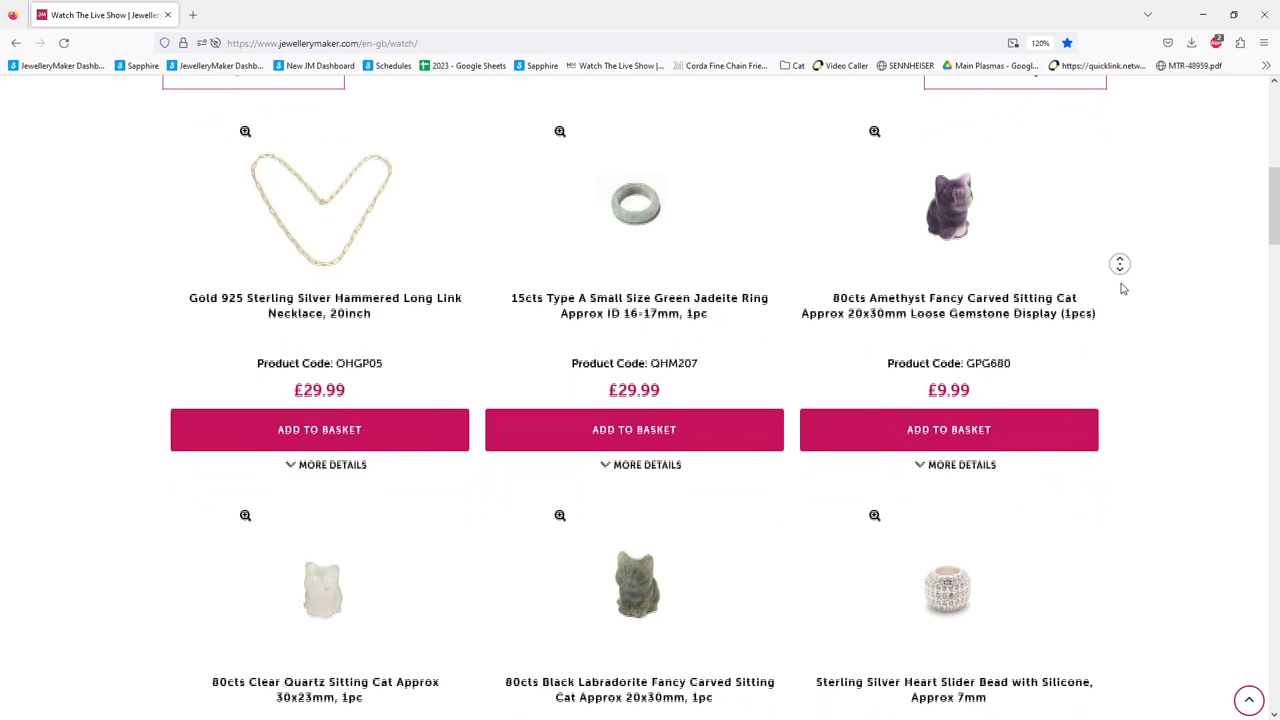 Watch The Live Show | Jeweller
https://www.jewellerymaker.com/en-gb/watch/
120%
JewelleryMaker Dashb... Sapphire JewelleryMaker Dashb... New JM Dashboard Schedules 2023 - Google Sheets Sapphire Watch The Live Show |... Corda Fine Chain Frie... Cat Video Caller SENNHEISER Main Plasmas - Googl... https://quicklink.netw... MTR-48959.pdf
Gold 925 Sterling Silver Hammered Long Link
Necklace, 20inch
Product Code: OHGP05
£29.99
ADD TO BASKET
MORE DETAILS
15cts Type A Small Size Green Jadeite Ring
Approx ID 16-17mm, 1pc
Product Code: QHM207
£29.99
ADD TO BASKET
MORE DETAILS
80cts Amethyst Fancy Carved Sitting Cat
Approx 20x30mm Loose Gemstone Display (1pcs)
Product Code: GPG680
£9.99
ADD TO BASKET
MORE DETAILS
80cts Clear Quartz Sitting Cat Approx
30x23mm, 1pc
80cts Black Labradorite Fancy Carved Sitting
Cat Approx 20x30mm, 1pc
Sterling Silver Heart Slider Bead with Silicone,
Approx 7mm